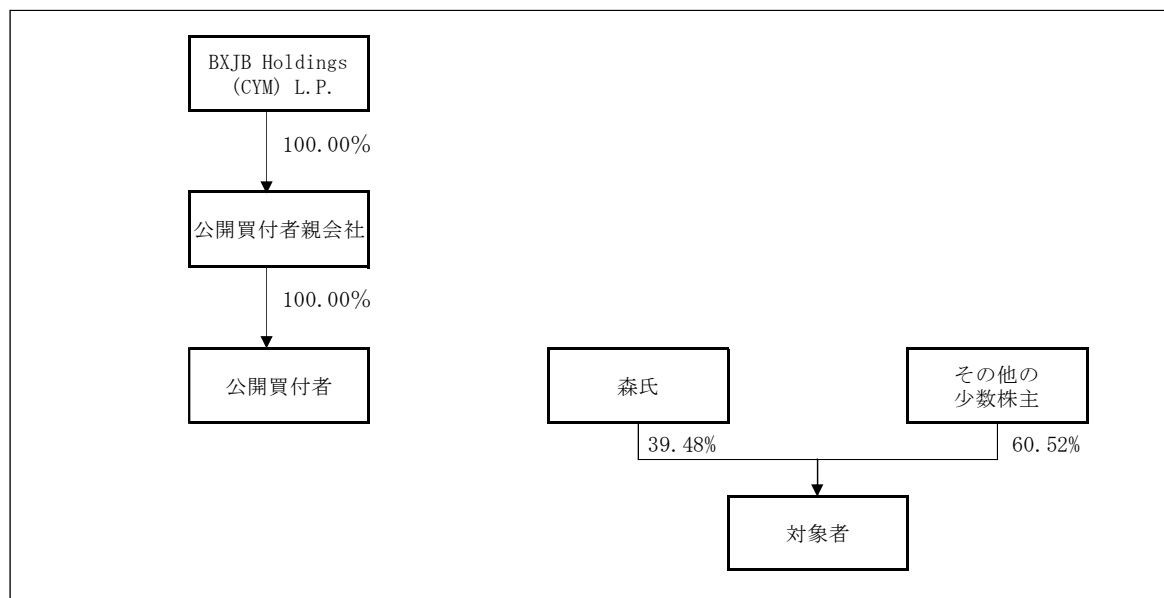 BXJB Holdings
(CYM) L.P.
100.00%
公開買付者親会社
100.00%
公開買付者
森氏
その他の
少数株主
39.48%
60.52%
対象者